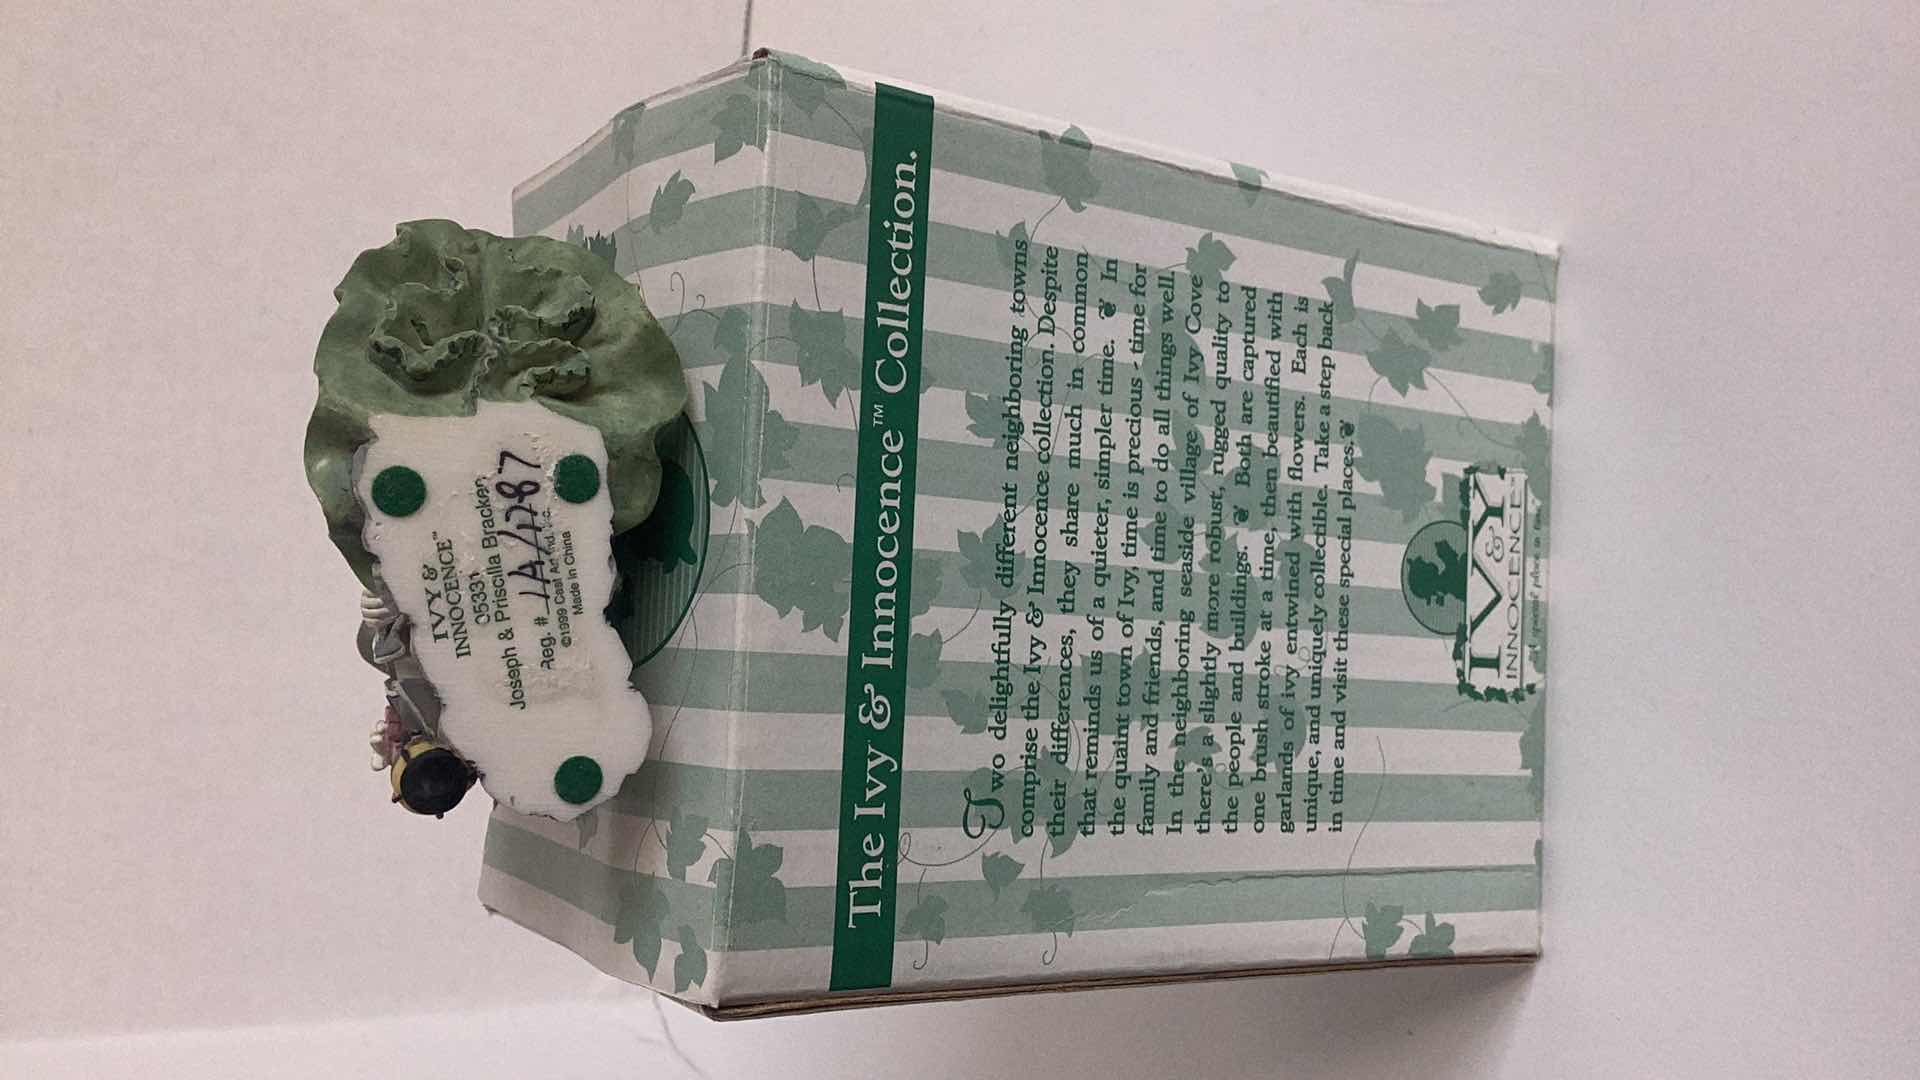 IVY &
INNOCENCE™
05331
Joseph & Priscilla Bracken
Reg. # 1A/1787
©1999 Cast Art Ind. Inc.
Made in China
The Ivy & Innocence™ Collection.
Two delightfully different neighboring towns
comprise the Ivy & Innocence collection. Despite
their differences, they share much in common
that reminds us of a quieter, simpler time. ❦ In
the quaint town of Ivy, time is precious - time for
family and friends, and time to do all things well.
In the neighboring seaside village of Ivy Cove
there's a slightly more robust, rugged quality to
the people and buildings. ❦ Both are captured
one brush stroke at a time, then beautified with
garlands of ivy entwined with flowers. Each is
unique, and uniquely collectible. Take a step back
in time and visit these special places.❦
IVY
&
INNOCENCE™
A special place in time